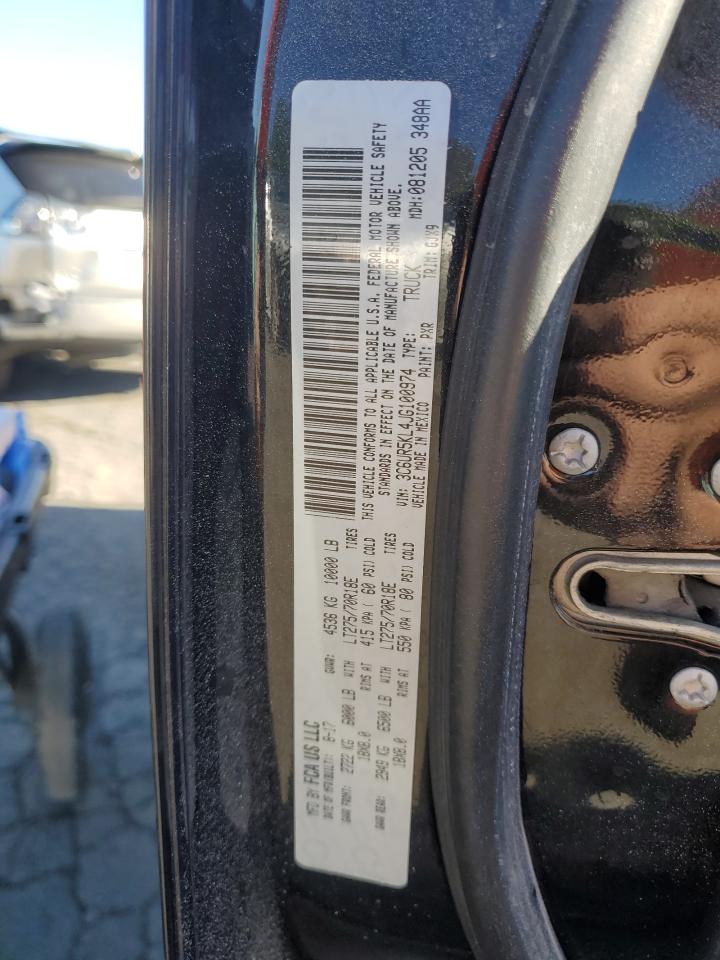 MFD BY FCA US LLC
DATE OF MFR: 8-17 GVWR: 4536 KG 10000 LB
GAWR FRONT: 2722 KG 6000 LB WITH LT275/70R18E TIRES
18X8.0 RIMS AT 415 KPA ( 60 PSI) COLD
GAWR REAR: 2949 KG 6500 LB WITH LT275/70R18E TIRES
18X8.0 RIMS AT 550 KPA ( 80 PSI) COLD
THIS VEHICLE CONFORMS TO ALL APPLICABLE U.S.A. FEDERAL MOTOR VEHICLE SAFETY
STANDARDS IN EFFECT ON THE DATE OF MANUFACTURE SHOWN ABOVE.
VIN: 3C6UR5KL4JG100974 TYPE: TRUCK MDH:081205 348AA
VEHICLE MADE IN MEXICO PAINT: PXR TRIM: GJX9